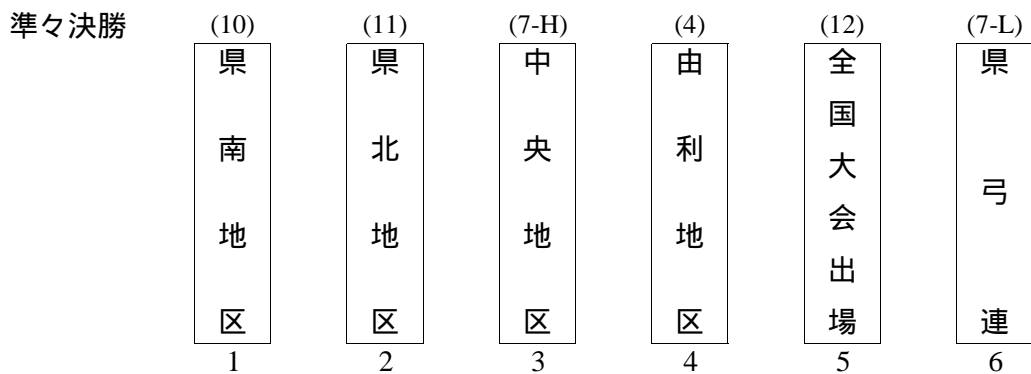 準々決勝
(10) (11) (7-H) (4) (12) (7-L)
県南地区
県北地区
中央地区
由利地区
全国大会出場
県弓連
1 2 3 4 5 6